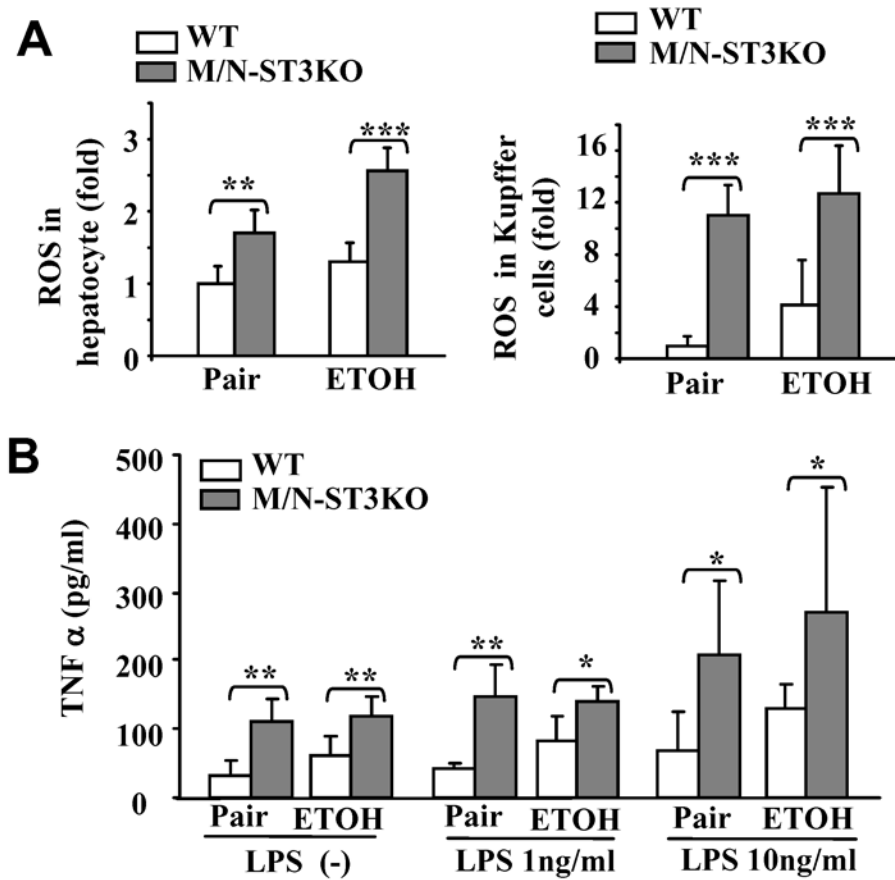 A
WT
M/N-ST3KO
WT
M/N-ST3KO
ROS in
hepatocyte (fold)
3
2
1
0
**
***
Pair
ETOH
ROS in Kupffer
cells (fold)
16
12
8
4
0
***
***
Pair
ETOH
B
WT
M/N-ST3KO
TNF α (pg/ml)
500
400
300
200
100
0
**
**
**
*
*
*
Pair ETOH Pair ETOH Pair ETOH
LPS (-) LPS 1ng/ml LPS 10ng/ml